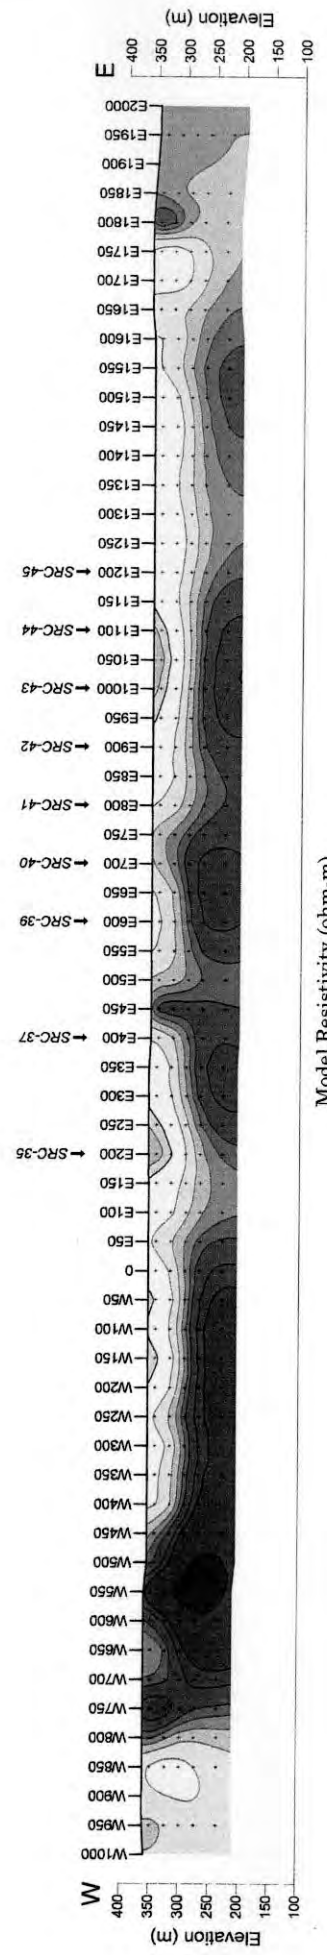 W E
SRC-35 SRC-37 SRC-39 SRC-40 SRC-41 SRC-42 SRC-43 SRC-44 SRC-45
W1000 W950 W900 W850 W800 W750 W700 W650 W600 W550 W500 W450 W400 W350 W300 W250 W200 W150 W100 W50 0 E50 E100 E150 E200 E250 E300 E350 E400 E450 E500 E550 E600 E650 E700 E750 E800 E850 E900 E950 E1000 E1050 E1100 E1150 E1200 E1250 E1300 E1350 E1400 E1450 E1500 E1550 E1600 E1650 E1700 E1750 E1800 E1850 E1900 E1950 E2000
Elevation (m)
400
350
300
250
200
100
Elevation (m)
400
350
300
250
200
100
Model Resistivity (ohm-m)